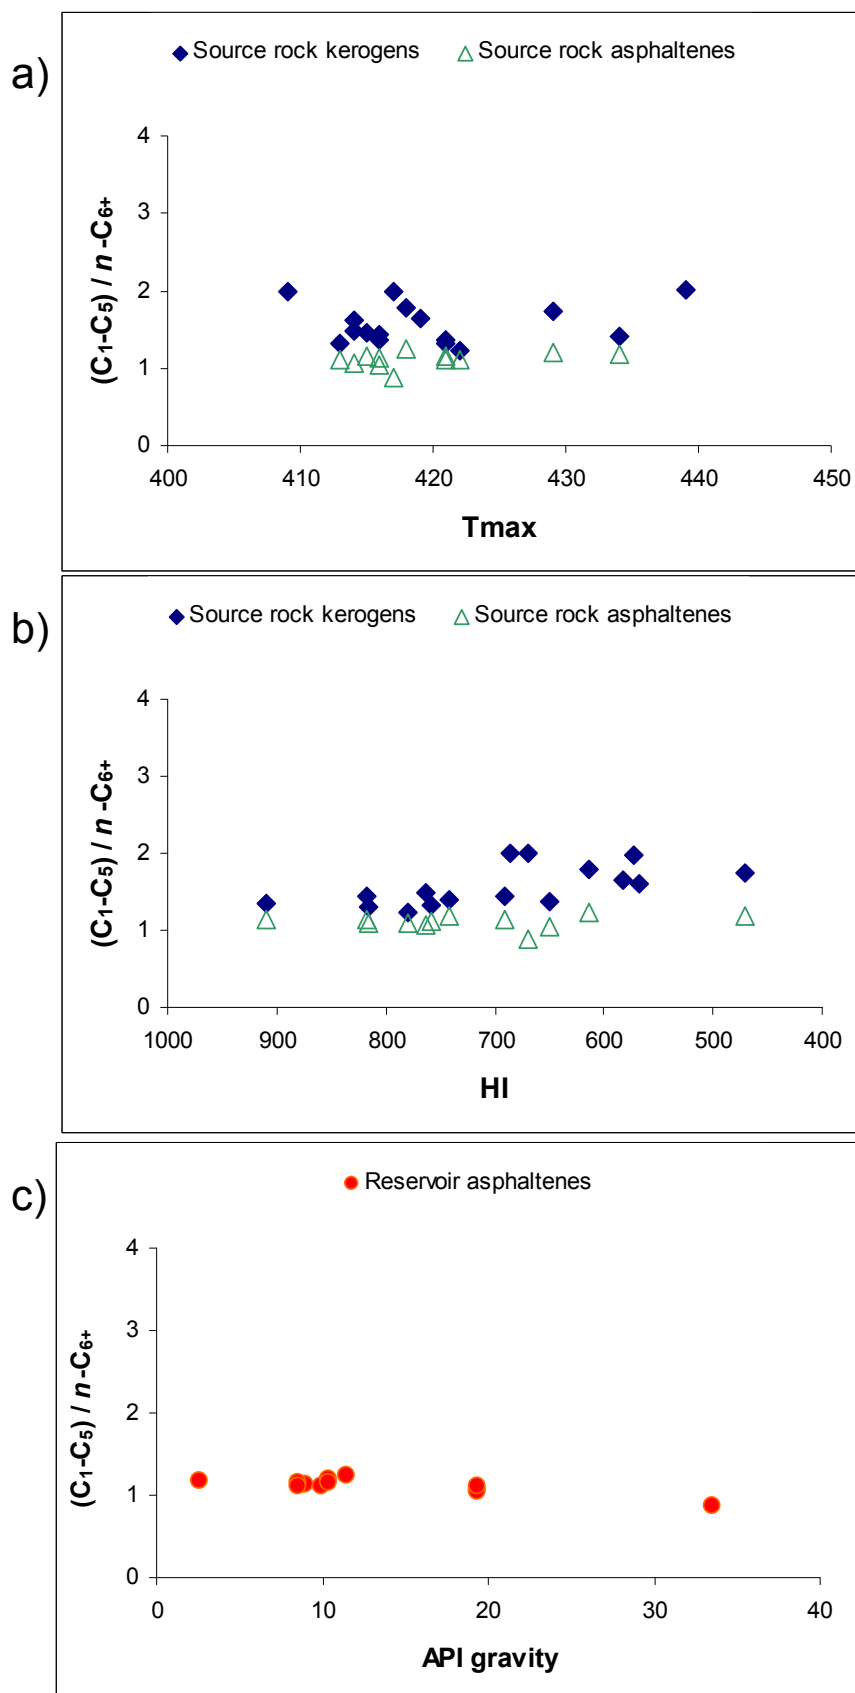 a)
Source rock kerogens Source rock asphaltenes
4
3
2
1
0
(C1-C5) / n -C6+
400 410 420 430 440 450
Tmax
b)
Source rock kerogens Source rock asphaltenes
4
3
2
1
0
(C1-C5) / n -C6+
1000 900 800 700 600 500 400
HI
c)
Reservoir asphaltenes
4
3
2
1
0
(C1-C5) / n -C6+
0 10 20 30 40
API gravity